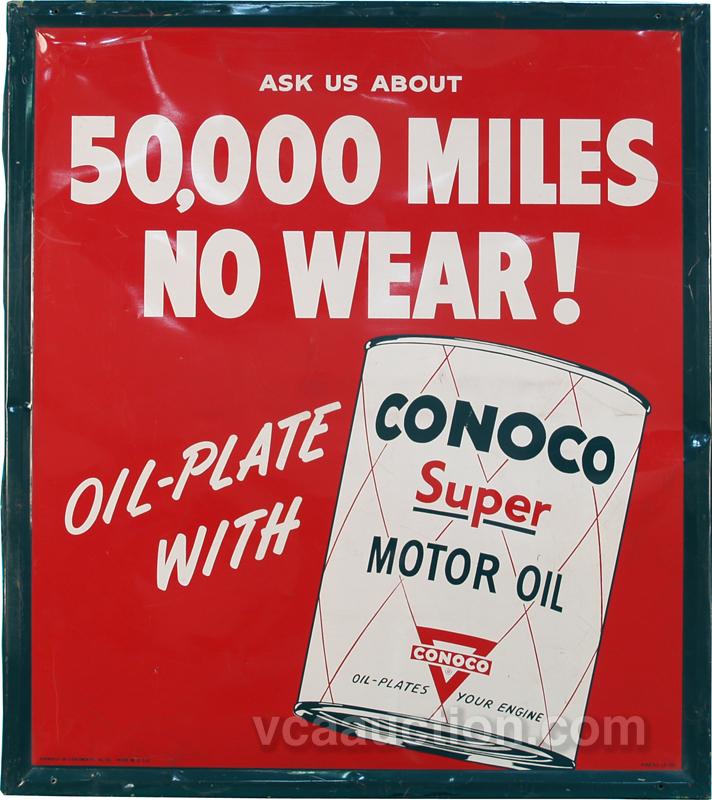 ASK US ABOUT
50,000 MILES
NO WEAR!
OIL-PLATE
WITH
CONOCO
Super
MOTOR OIL
CONOCO
OIL-PLATES YOUR ENGINE
vcaauction.com